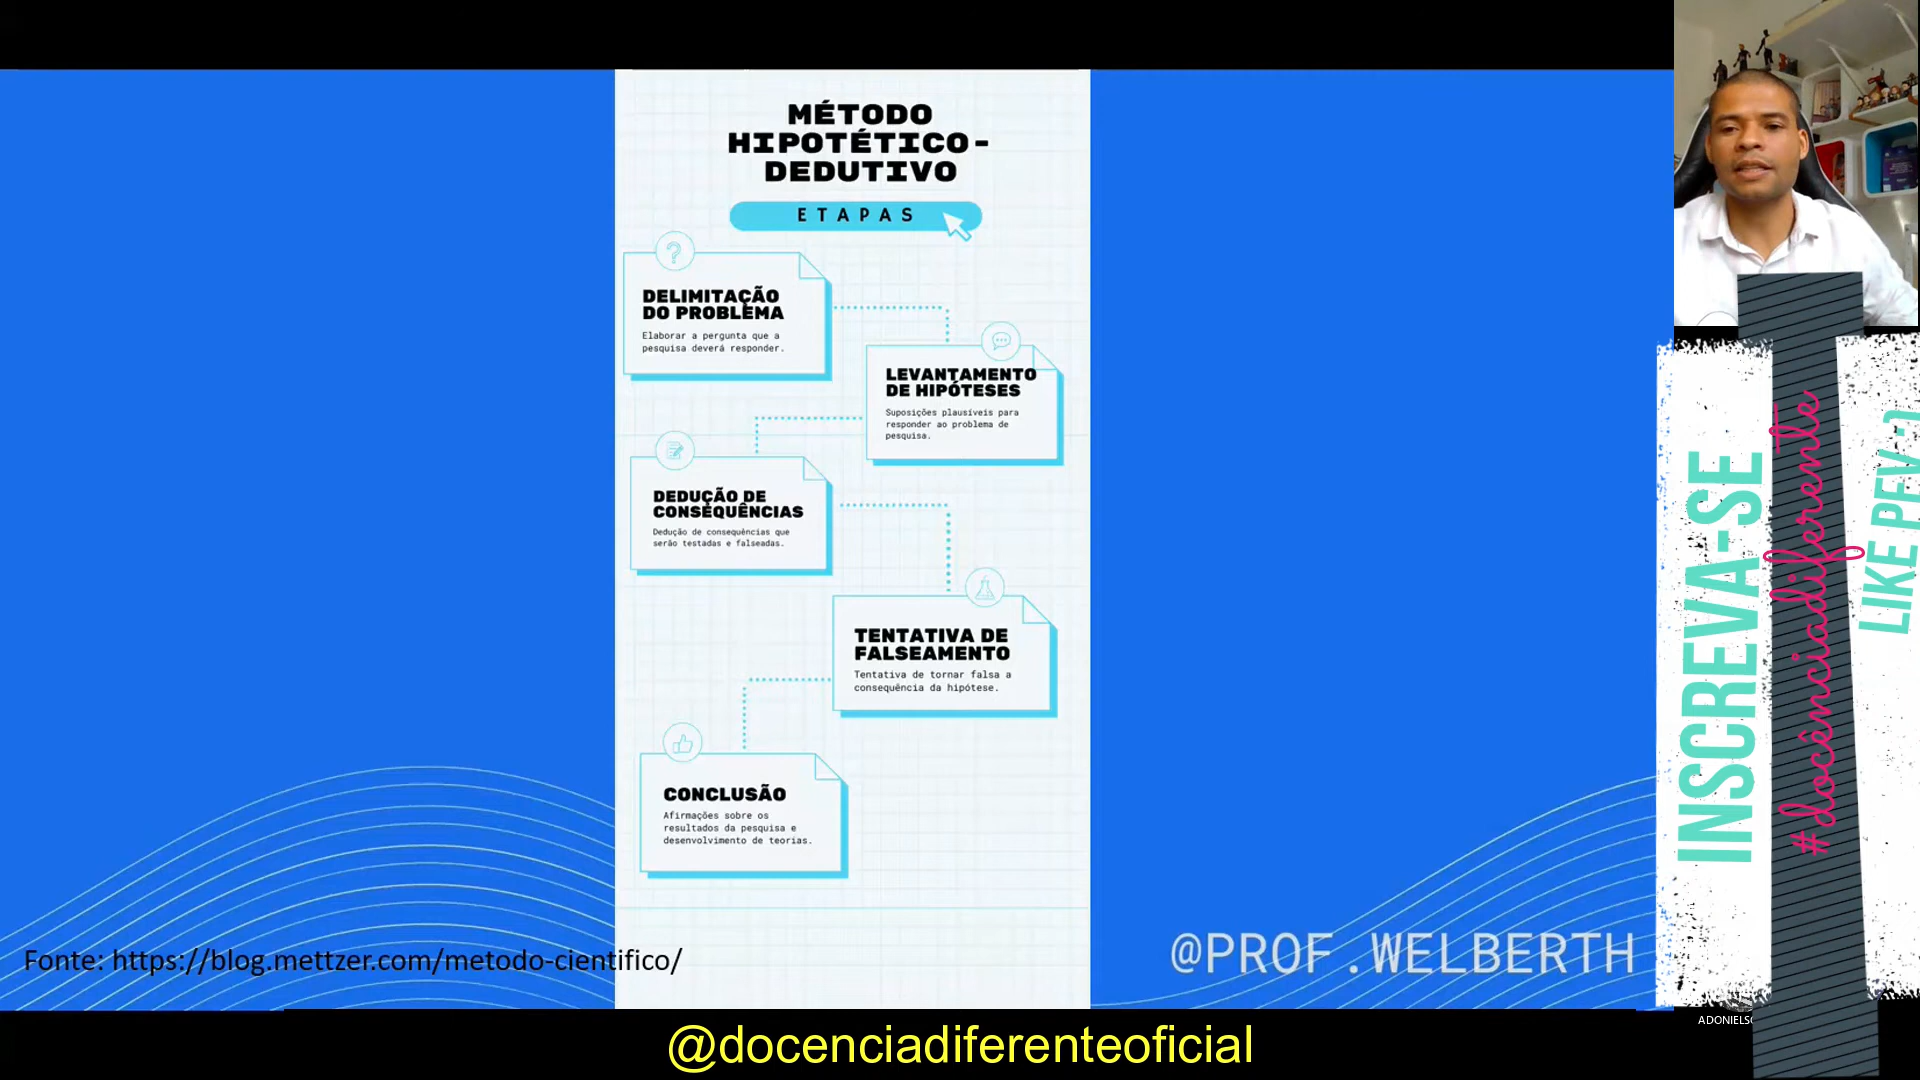 MÉTODO
HIPOTÉTICO-
DEDUTIVO
ETAPAS
DELIMITAÇÃO
DO PROBLEMA
Elaborar a pergunta que a
pesquisa deverá responder.
LEVANTAMENTO
DE HIPÓTESES
Suposições plausíveis para
responder ao problema de
pesquisa.
DEDUÇÃO DE
CONSEQUÊNCIAS
Dedução de consequências que
serão testadas e falseadas.
TENTATIVA DE
FALSEAMENTO
Tentativa de tornar falsa a
consequência da hipótese.
CONCLUSÃO
Afirmações sobre os
resultados da pesquisa e
desenvolvimento de teorias.
Fonte: https://blog.mettzer.com/metodo-cientifico/
@PROF.WELBERTH
INSCREVA-SE
#docênciadiferente
LIKE PEV-1
@docenciadiferenteoficial